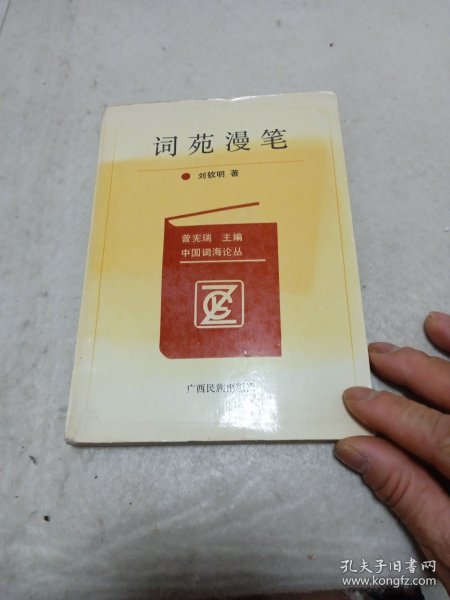 词苑漫笔
刘钦明 著
曾宪瑞 主编
中国词海论丛
广西民族出版社
孔夫子旧书网
www.kongfz.com